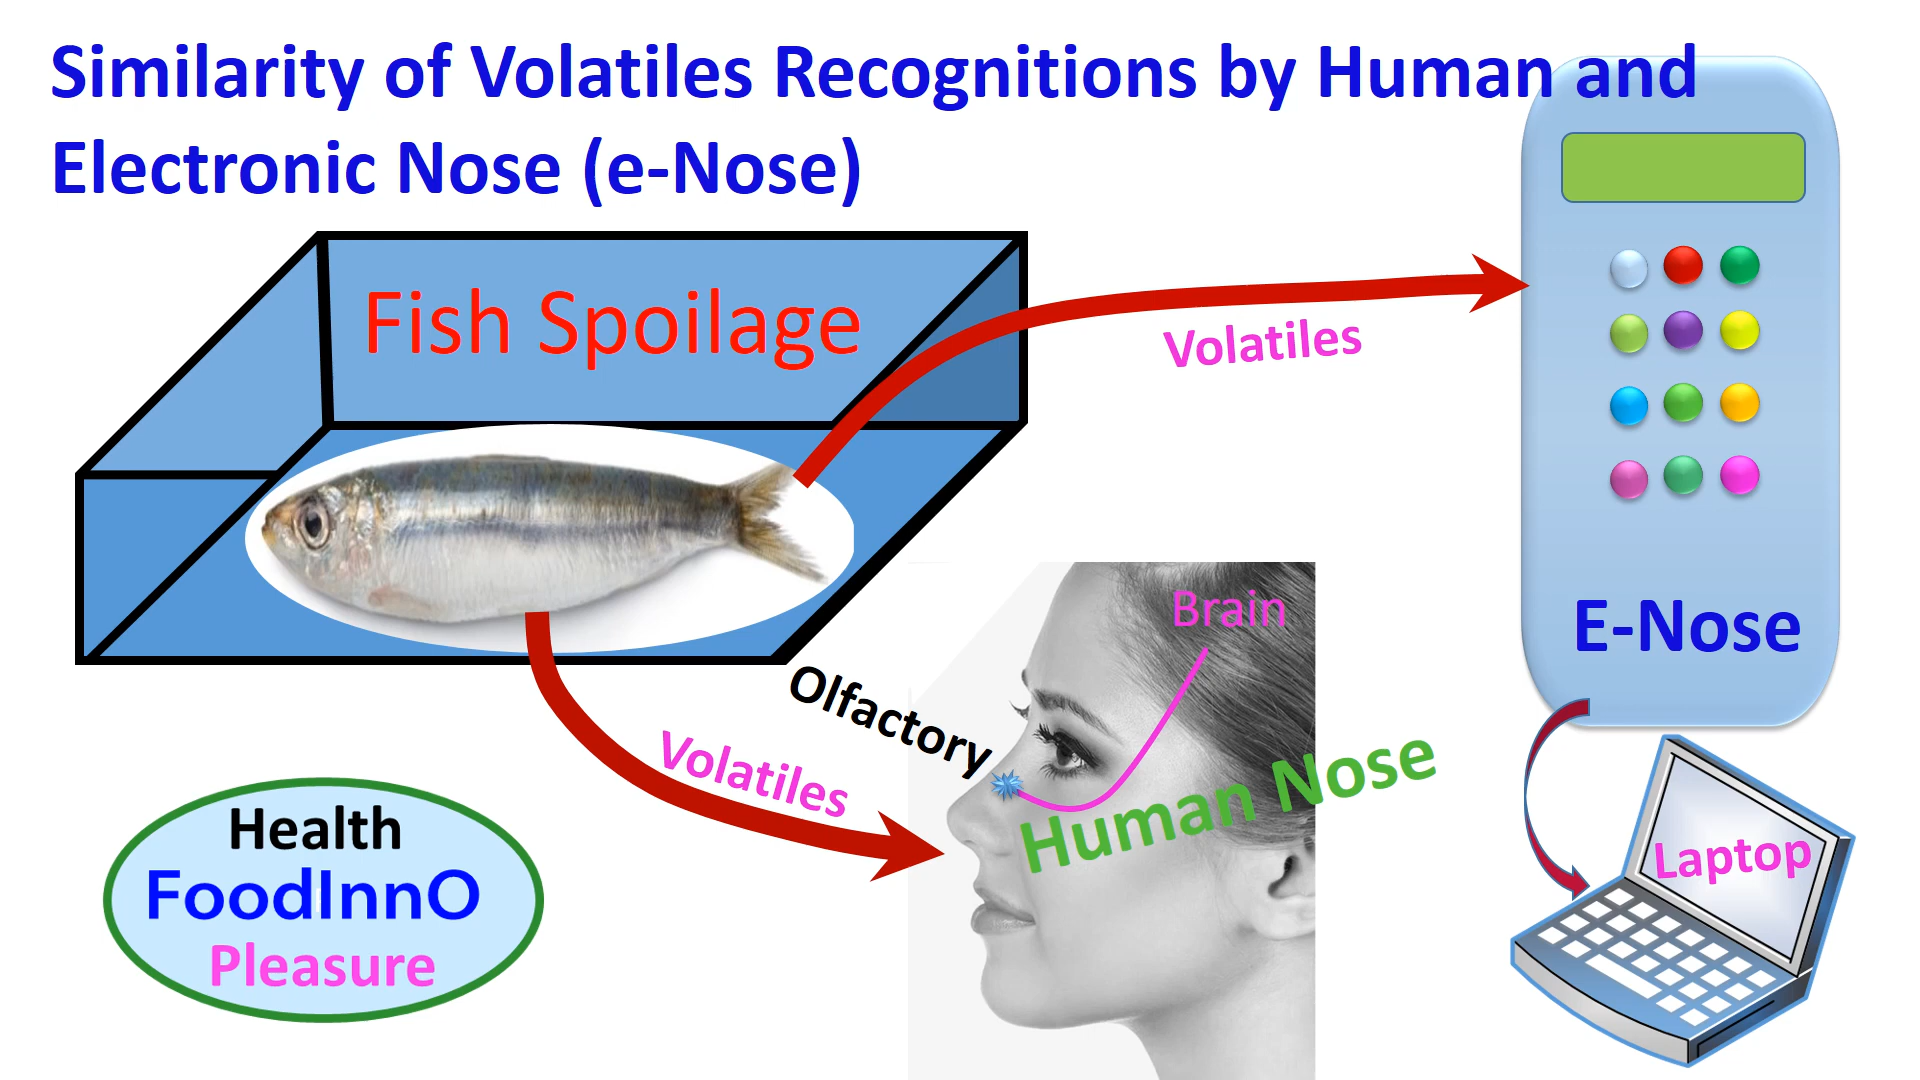 Similarity of Volatiles Recognitions by Human and
Electronic Nose (e-Nose)
Fish Spoilage
Volatiles
E-Nose
Brain
Olfactory
Volatiles
Human Nose
Laptop
Health
FoodInnO
Pleasure